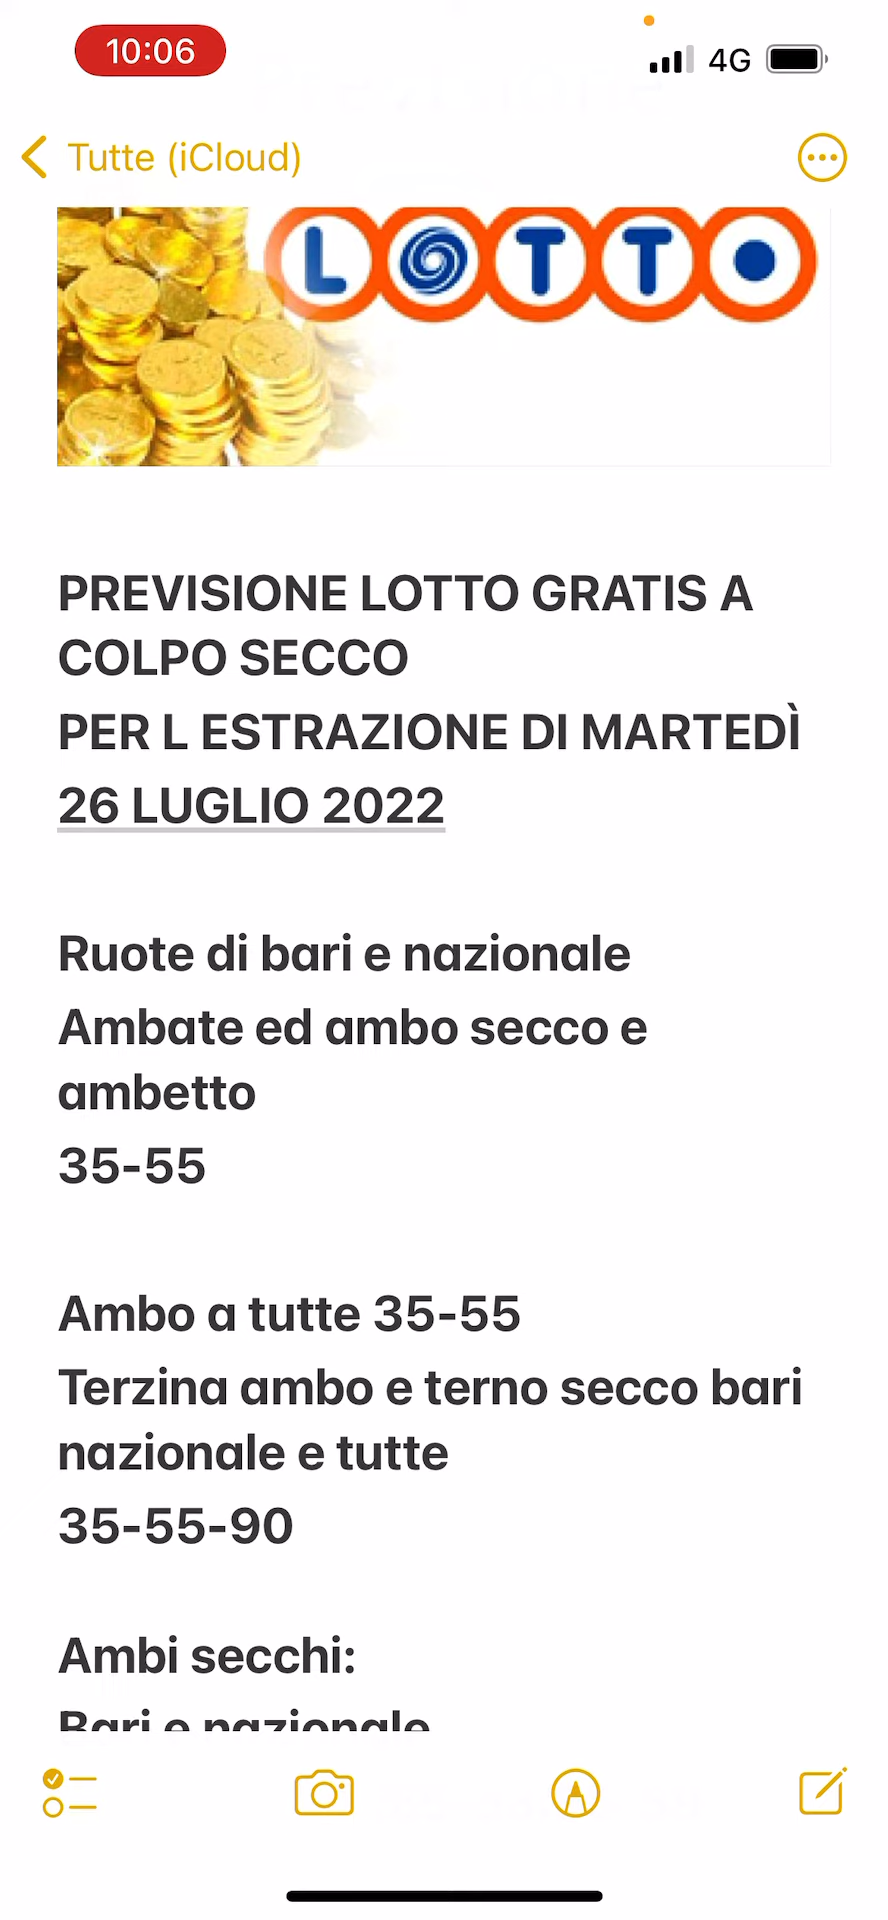 10:06
4G
Tutte (iCloud)
LOTTO
PREVISIONE LOTTO GRATIS A
COLPO SECCO
PER L ESTRAZIONE DI MARTEDÌ
26 LUGLIO 2022
Ruote di bari e nazionale
Ambate ed ambo secco e
ambetto
35-55
Ambo a tutte 35-55
Terzina ambo e terno secco bari
nazionale e tutte
35-55-90
Ambi secchi:
Bari e nazionale